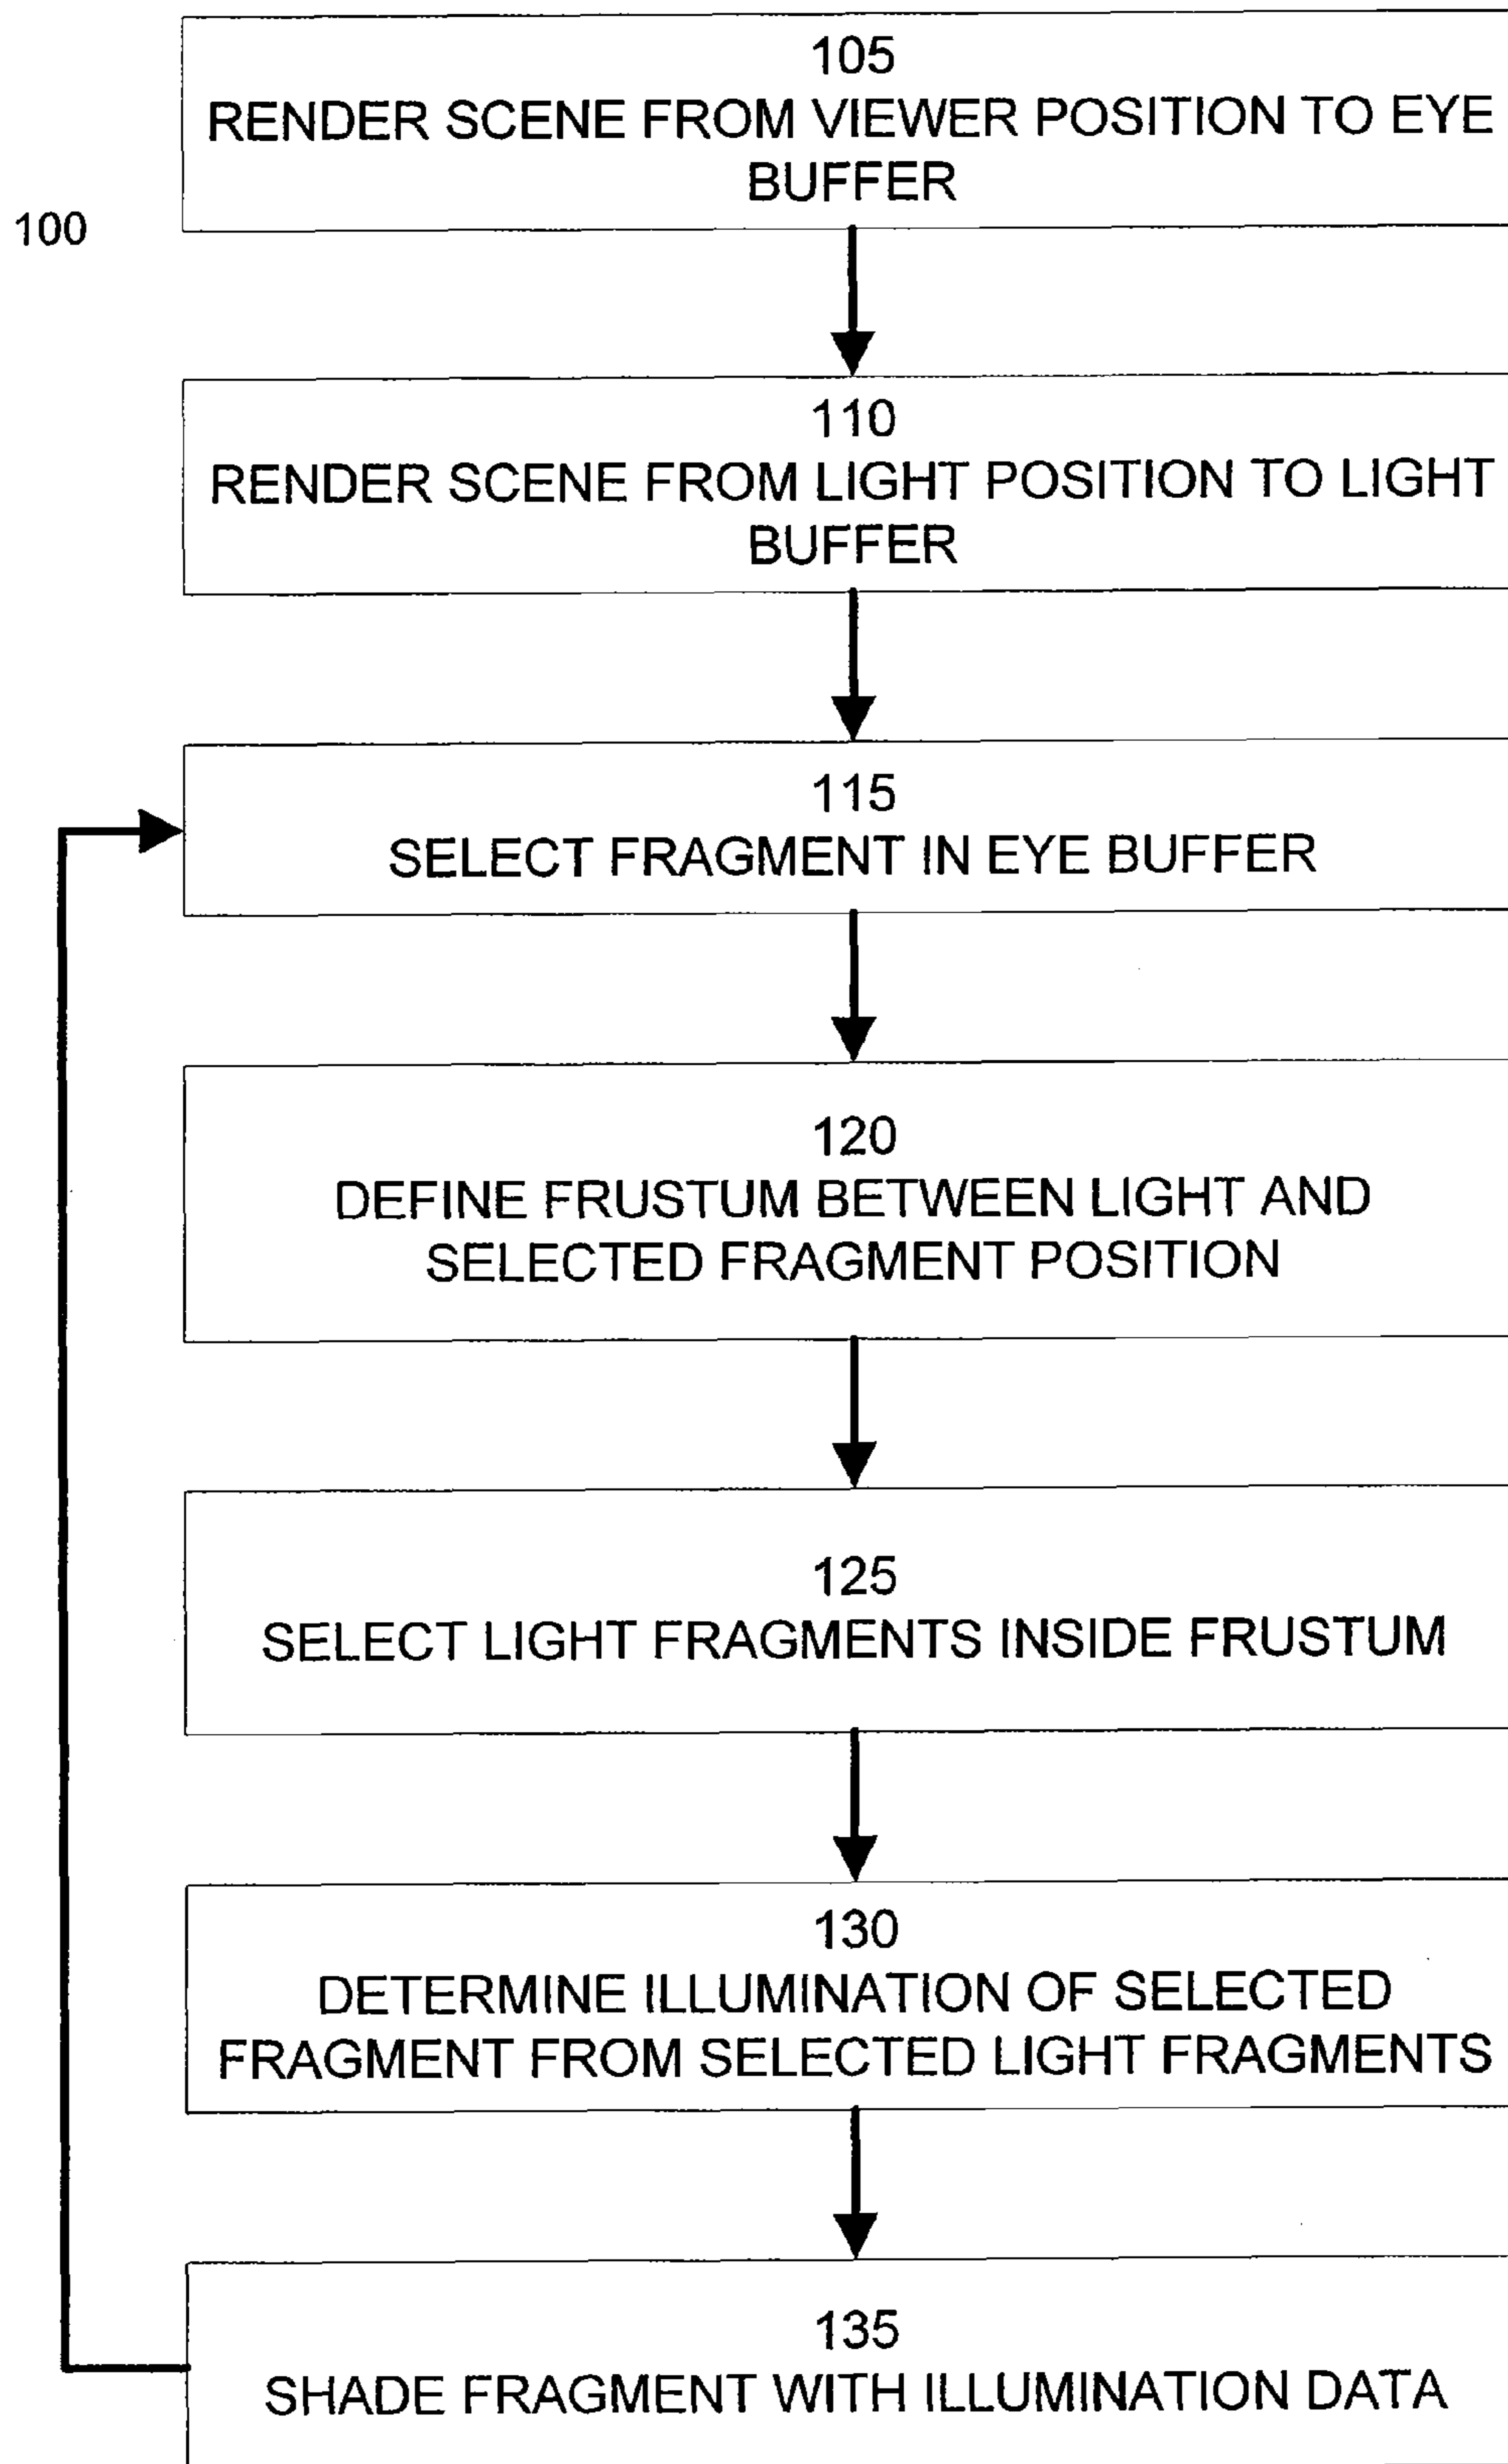 105
RENDER SCENE FROM VIEWER POSITION TO EYE
BUFFER
100
110
RENDER SCENE FROM LIGHT POSITION TO LIGHT
BUFFER
115
SELECT FRAGMENT IN EYE BUFFER
120
DEFINE FRUSTUM BETWEEN LIGHT AND
SELECTED FRAGMENT POSITION
125
SELECT LIGHT FRAGMENTS INSIDE FRUSTUM
130
DETERMINE ILLUMINATION OF SELECTED
FRAGMENT FROM SELECTED LIGHT FRAGMENTS
135
SHADE FRAGMENT WITH ILLUMINATION DATA